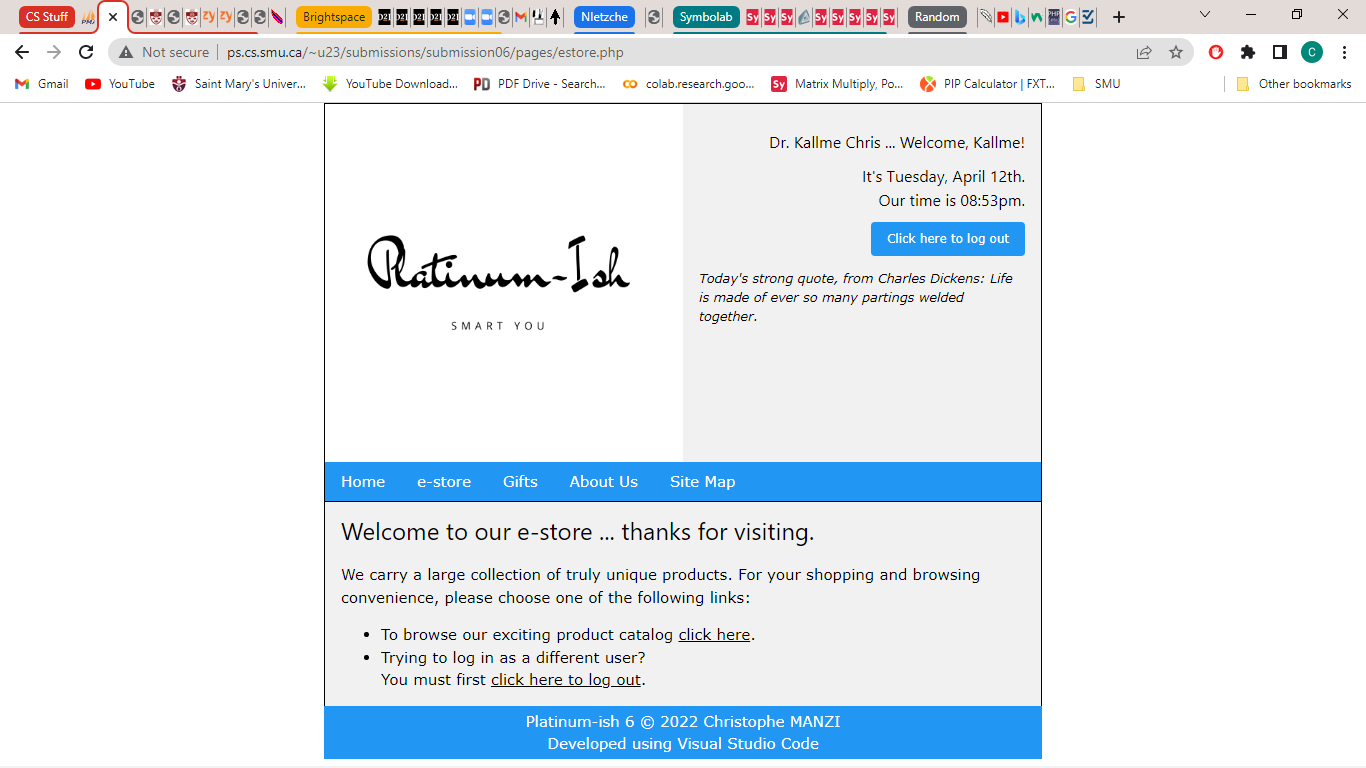 CS Stuff
Brightspace
NIetzche
Symbolab
Random
Not secure
ps.cs.smu.ca/~u23/submissions/submission06/pages/estore.php
Gmail
YouTube
Saint Mary's Univer...
YouTube Download...
PDF Drive - Search...
colab.research.goo...
Matrix Multiply, Po...
PIP Calculator | FXT...
SMU
Other bookmarks
Dr. Kallme Chris ... Welcome, Kallme!
It's Tuesday, April 12th.
Our time is 08:53pm.
Click here to log out
Today's strong quote, from Charles Dickens: Life
is made of ever so many partings welded
together.
Platinum-Ish
SMART YOU
Home e-store Gifts About Us Site Map
Welcome to our e-store ... thanks for visiting.
We carry a large collection of truly unique products. For your shopping and browsing
convenience, please choose one of the following links:
• To browse our exciting product catalog click here.
• Trying to log in as a different user?
You must first click here to log out.
Platinum-ish 6 © 2022 Christophe MANZI
Developed using Visual Studio Code